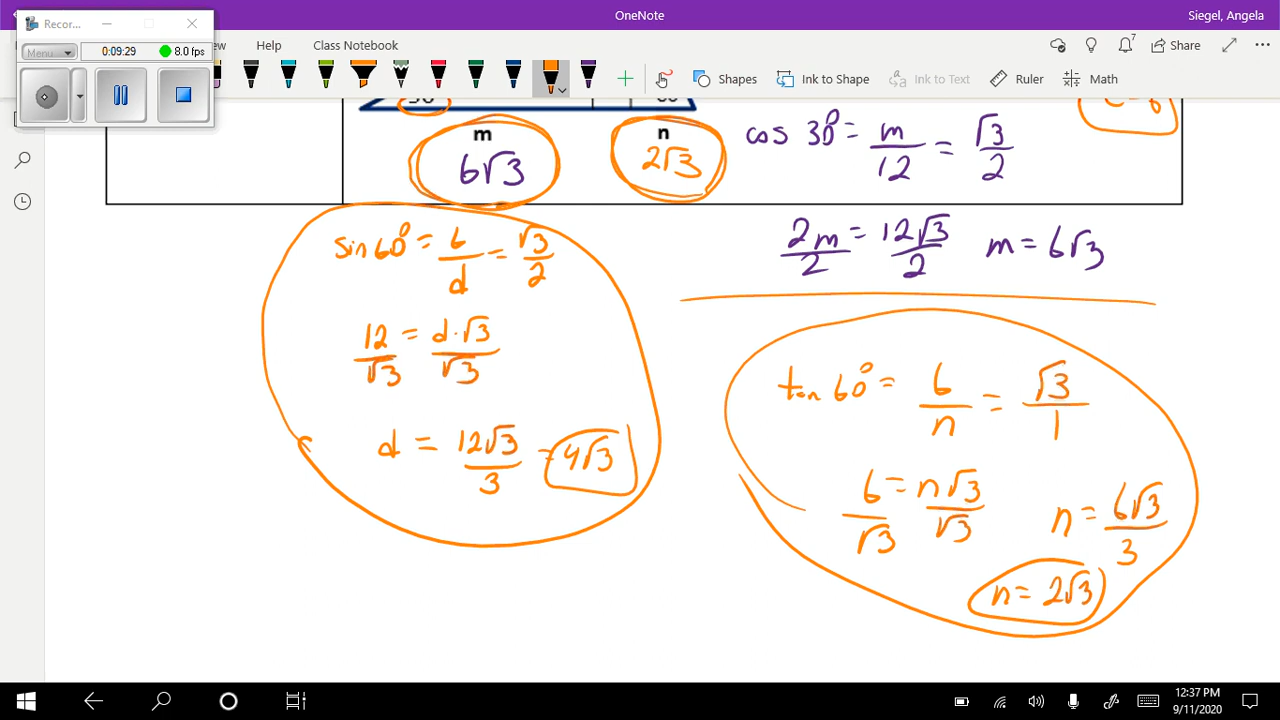 Recor...
OneNote
Siegel, Angela
Menu
0:09:29
8.0 fps
ew
Help
Class Notebook
Shapes
Ink to Shape
Ink to Text
Ruler
Math
Share
m
n
6√3
2√3
cos 30° = m/12 = √3/2
2m/2 = 12√3/2 m = 6√3
sin 60° = 6/d = √3/2
12/√3 = d·√3/√3
d = 12√3/3 = 4√3
tan 60° = 6/n = √3/1
6/√3 = n√3/√3
n = 6√3/3
n = 2√3
12:37 PM
9/11/2020